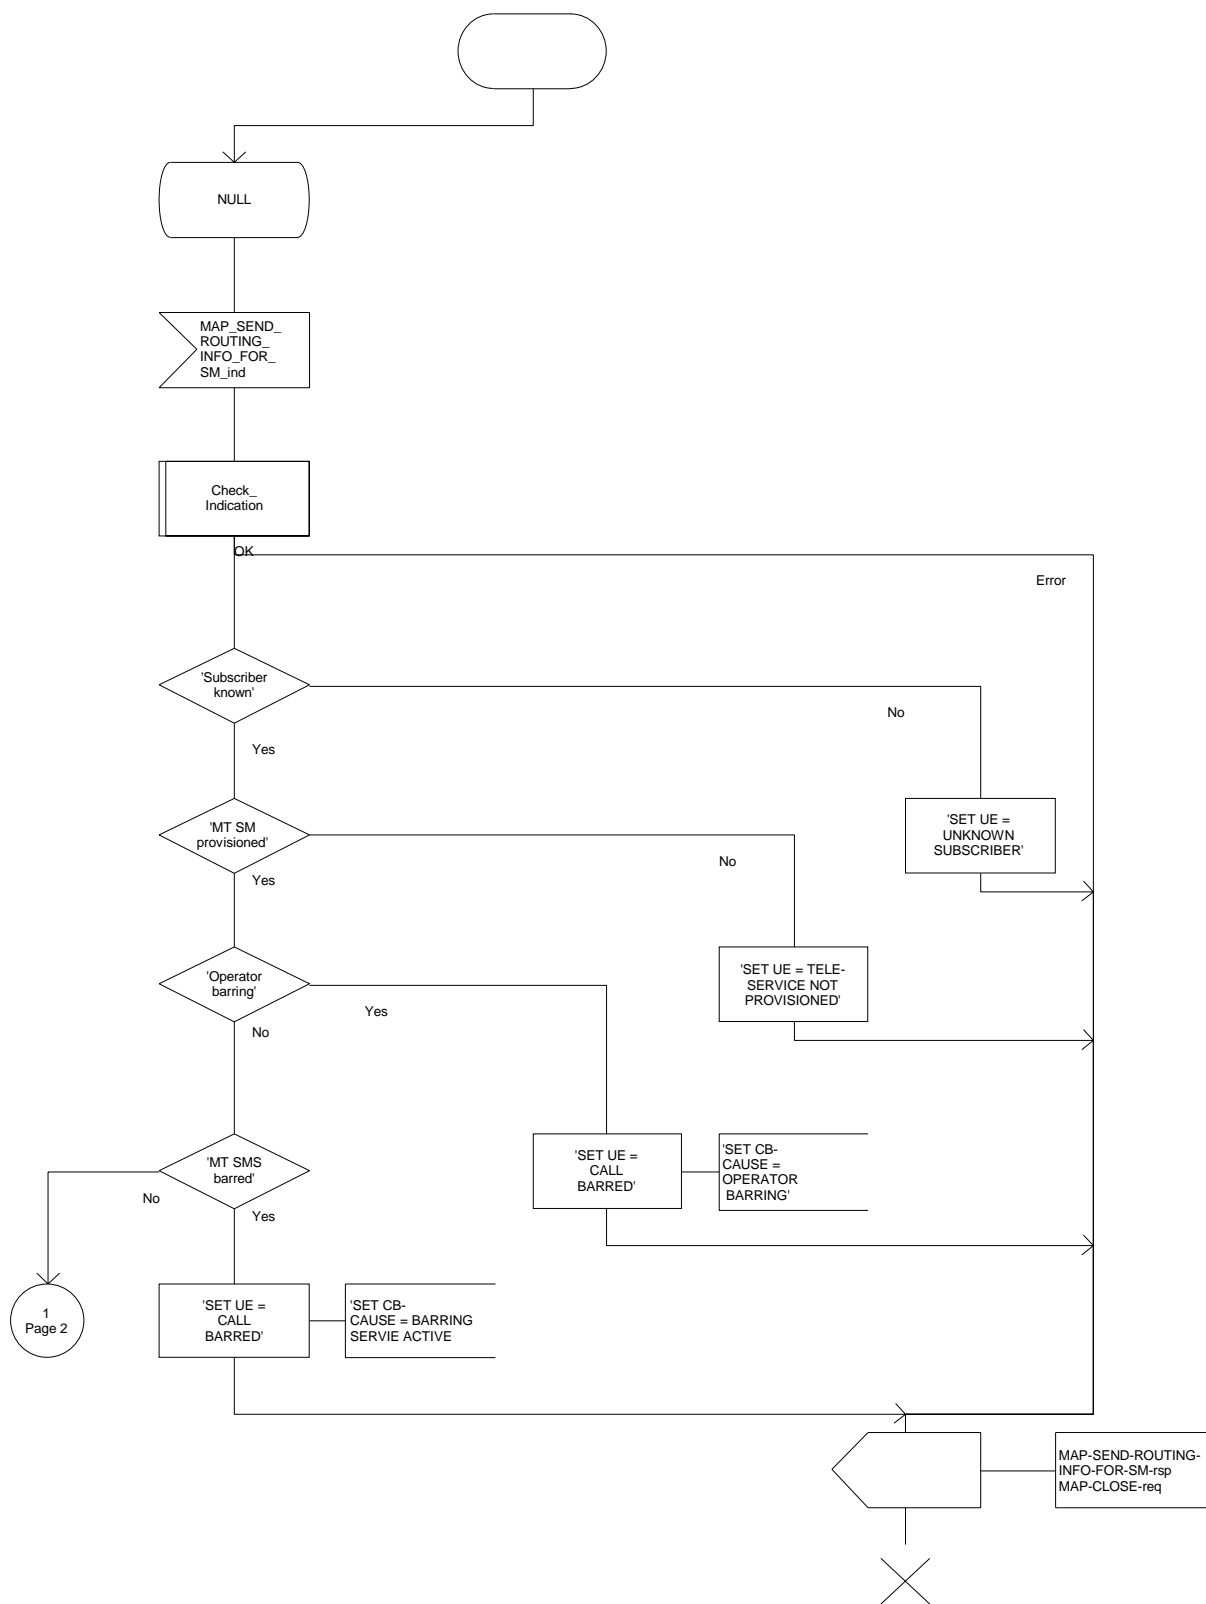 NULL
MAP_SEND_
ROUTING_
INFO_FOR_
SM_ind
Check_
Indication
OK
Error
'Subscriber
known'
No
Yes
'SET UE =
UNKNOWN
SUBSCRIBER'
'MT SM
provisioned'
No
Yes
'SET UE = TELE-
SERVICE NOT
PROVISIONED'
'Operator
barring'
Yes
No
'SET UE =
CALL
BARRED'
'SET CB-
CAUSE =
OPERATOR
BARRING'
'MT SMS
barred'
No
Yes
1
Page 2
'SET UE =
CALL
BARRED'
'SET CB-
CAUSE = BARRING
SERVIE ACTIVE
MAP-SEND-ROUTING-
INFO-FOR-SM-rsp
MAP-CLOSE-req